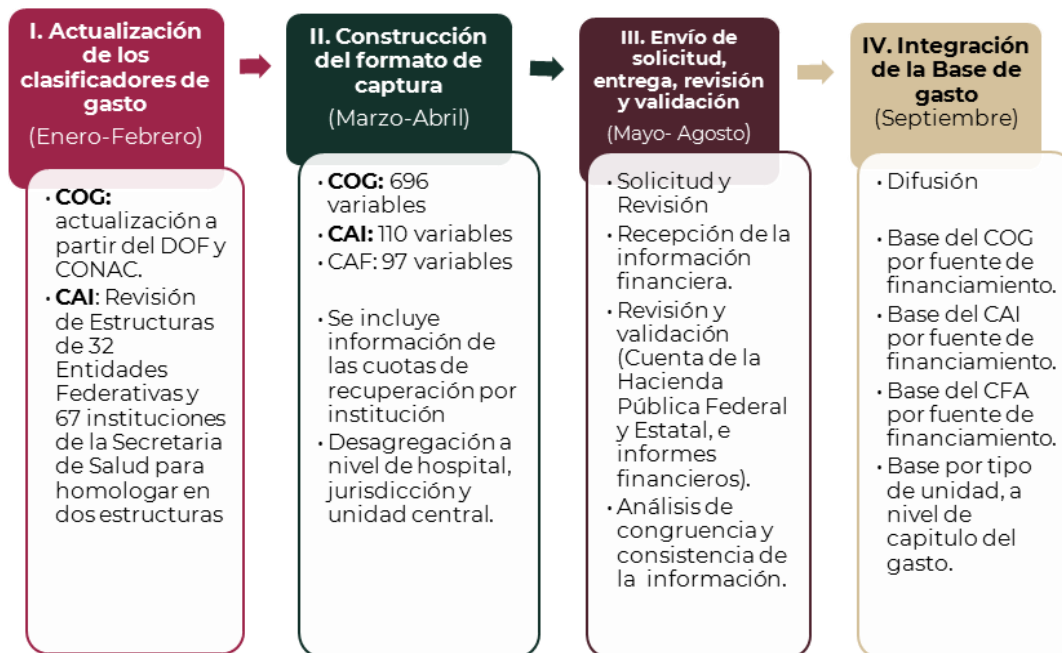 I. Actualización
de los
clasificadores de
gasto
(Enero-Febrero)
• COG:
actualización a
partir del DOF y
CONAC.
• CAI: Revisión
de Estructuras
de 32
Entidades
Federativas y
67 instituciones
de la Secretaria
de Salud para
homologar en
dos estructuras
II. Construcción
del formato de
captura
(Marzo-Abril)
• COG: 696
variables
• CAI: 110 variables
• CAF: 97 variables
• Se incluye
información de
las cuotas de
recuperación por
institución
• Desagregación a
nivel de hospital,
jurisdicción y
unidad central.
III. Envío de
solicitud,
entrega, revisión
y validación
(Mayo- Agosto)
• Solicitud y
Revisión
• Recepción de la
información
financiera.
• Revisión y
validación
(Cuenta de la
Hacienda
Pública Federal
y Estatal, e
informes
financieros).
• Análisis de
congruencia y
consistencia de
la información.
IV. Integración
de la Base de
gasto
(Septiembre)
• Difusión
• Base del COG
por fuente de
financiamiento.
• Base del CAI
por fuente de
financiamiento.
• Base del CFA
por fuente de
financiamiento.
• Base por tipo
de unidad, a
nivel de
capitulo del
gasto.